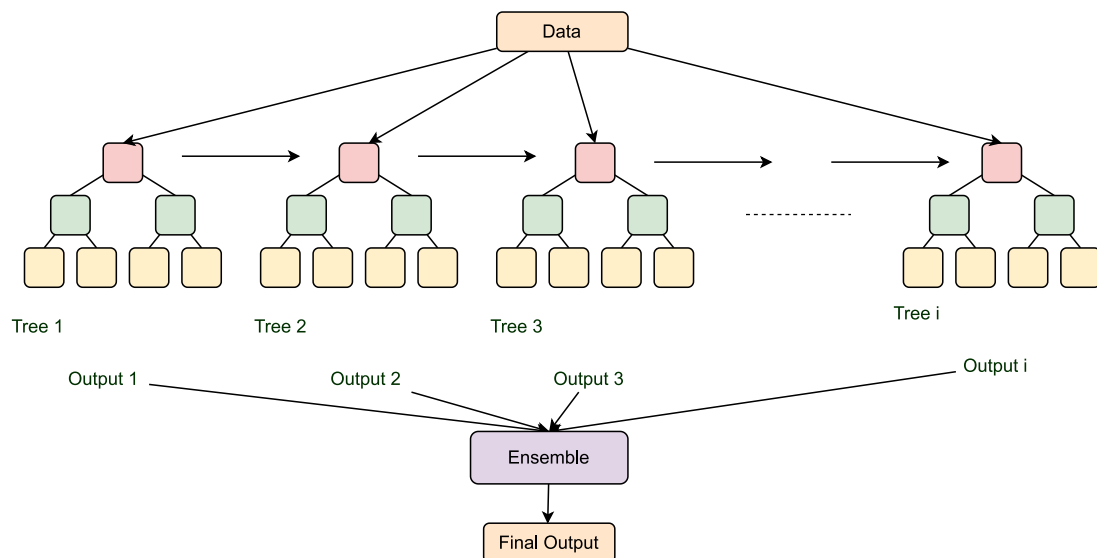 Data
Tree 1
Tree 2
Tree 3
Tree i
Output 1
Output 2
Output 3
Output i
Ensemble
Final Output